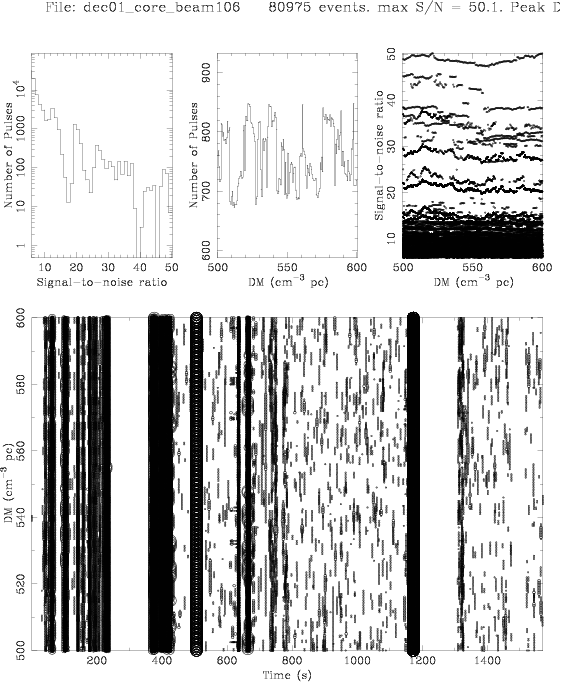 File: dec01_core_beam106 80975 events. max S/N = 50.1. Peak D
Number of Pulses
1 10 100 1000 10⁴
10 20 30 40 50
Signal-to-noise ratio
Number of Pulses
600 700 800 900
500 550 600
DM (cm⁻³ pc)
Signal-to-noise ratio
10 20 30 40 50
500 550 600
DM (cm⁻³ pc)
DM (cm⁻³ pc)
600
580
560
540
520
500
200 400 600 800 1000 1200 1400
Time (s)